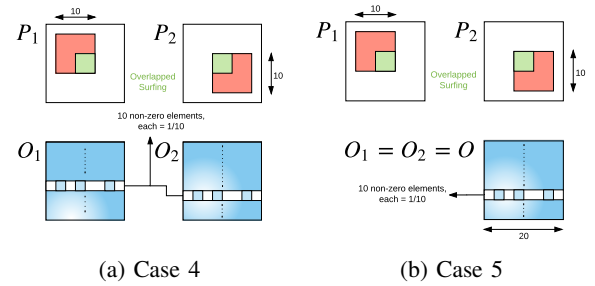 10
P1
P2
Overlapped
Surfing
10
10 non-zero elements,
each = 1/10
O1
O2
(a) Case 4
10
P1
P2
Overlapped
Surfing
10
O1 = O2 = O
10 non-zero elements,
each = 1/10
20
(b) Case 5